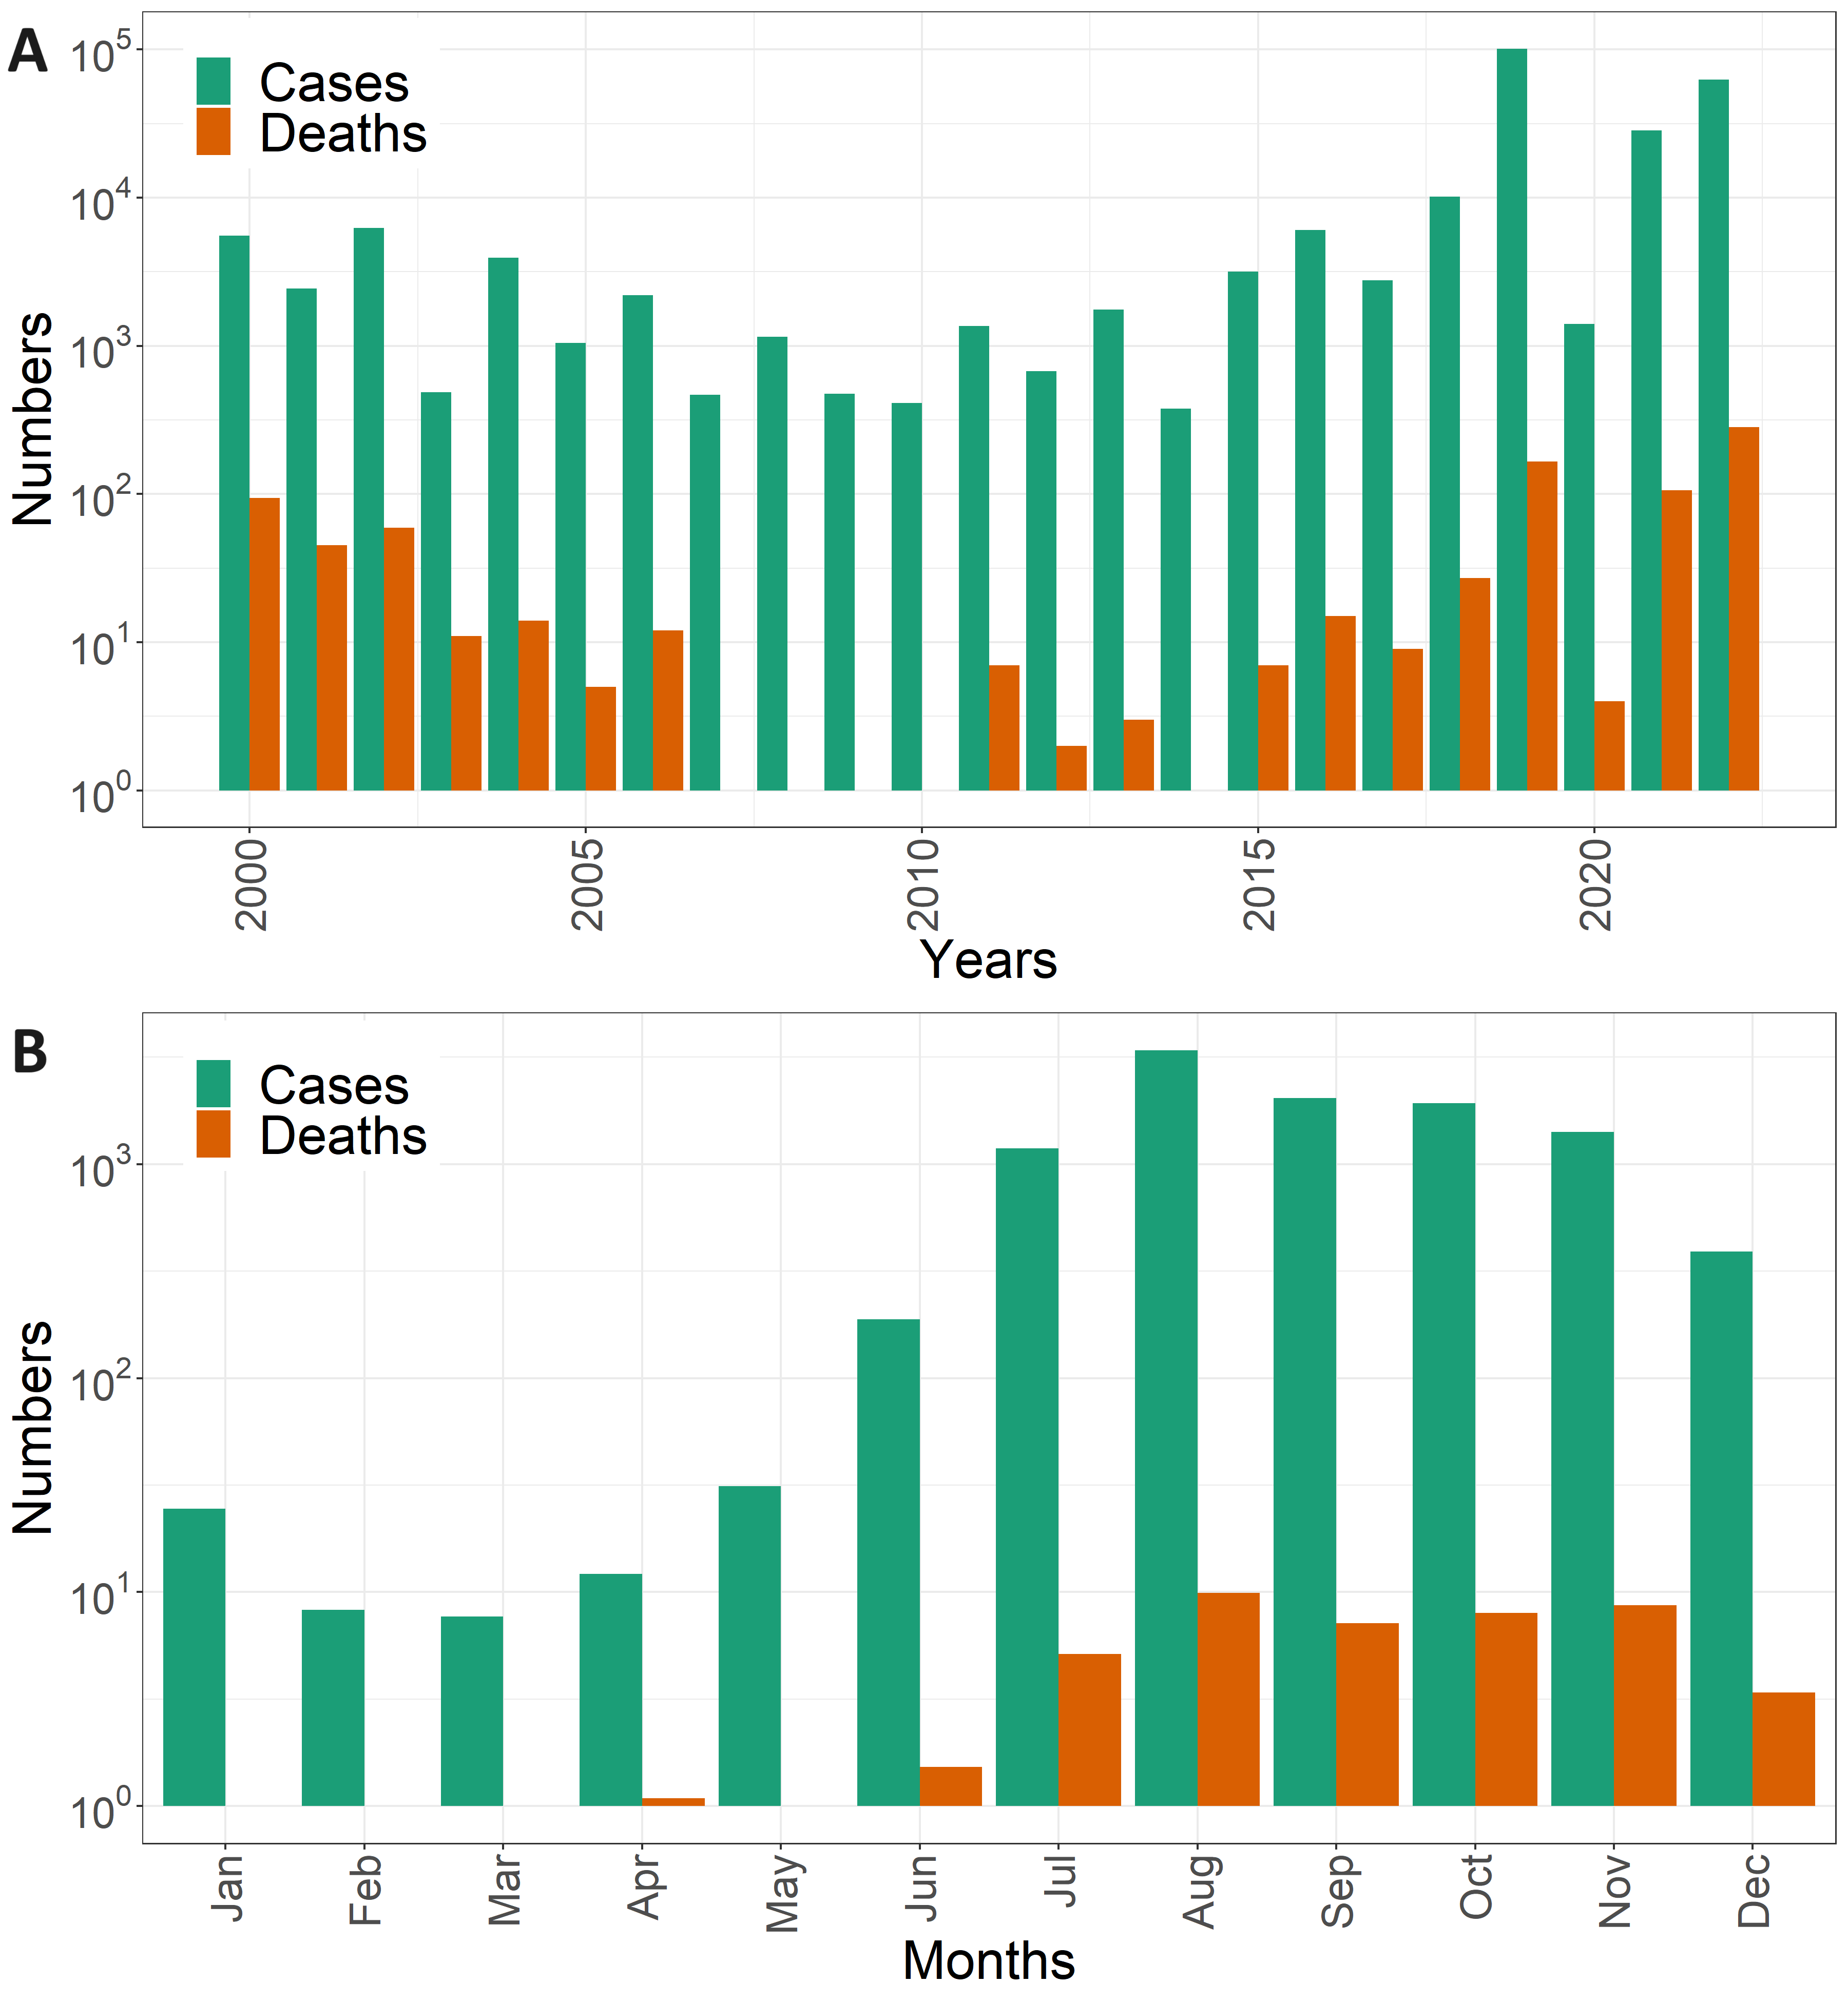 A
Cases
Deaths
10^5
10^4
10^3
10^2
10^1
10^0
Numbers
2000
2005
2010
2015
2020
Years
B
Cases
Deaths
10^3
10^2
10^1
10^0
Numbers
Jan
Feb
Mar
Apr
May
Jun
Jul
Aug
Sep
Oct
Nov
Dec
Months